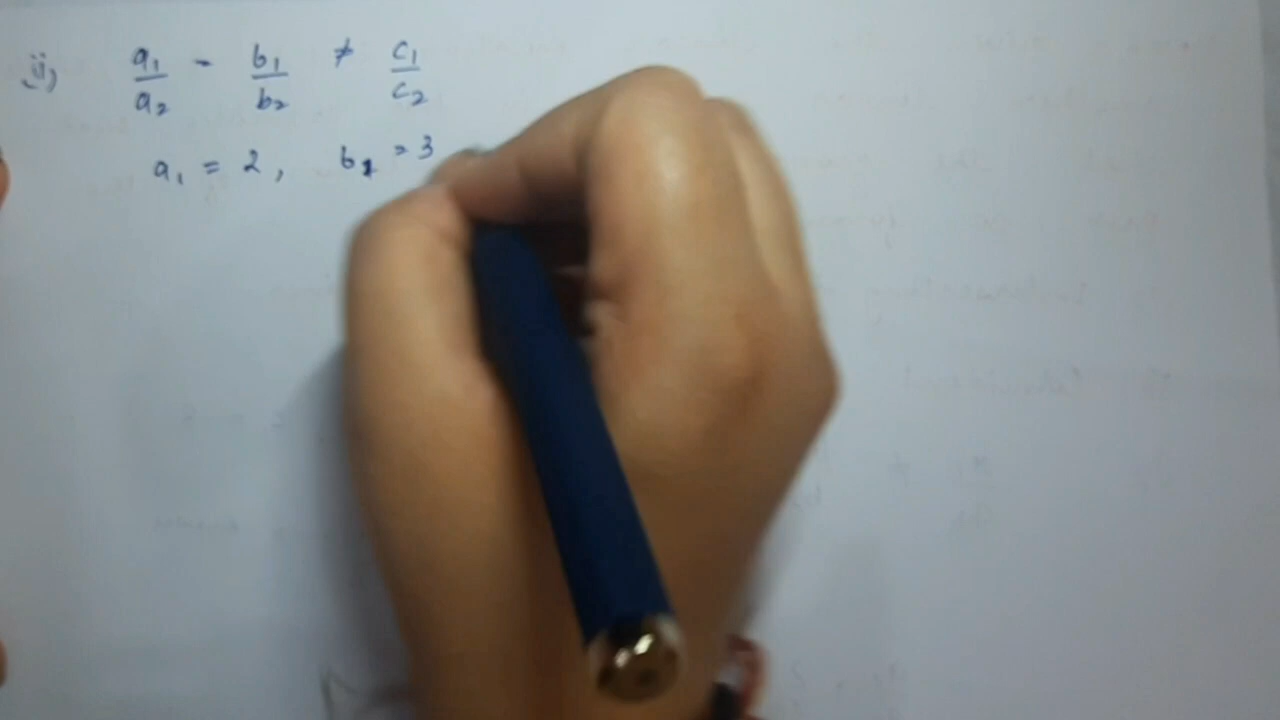 ii) a₁/a₂ = b₁/b₂ ≠ c₁/c₂
a₁ = 2, b₁ = 3